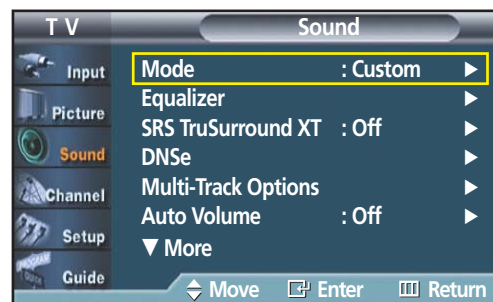 T V
Sound
Input
Picture
Sound
Channel
Setup
Guide
Mode : Custom ▶
Equalizer ▶
SRS TruSurround XT : Off ▶
DNSe ▶
Multi-Track Options ▶
Auto Volume : Off ▶
▼ More
Move Enter Return